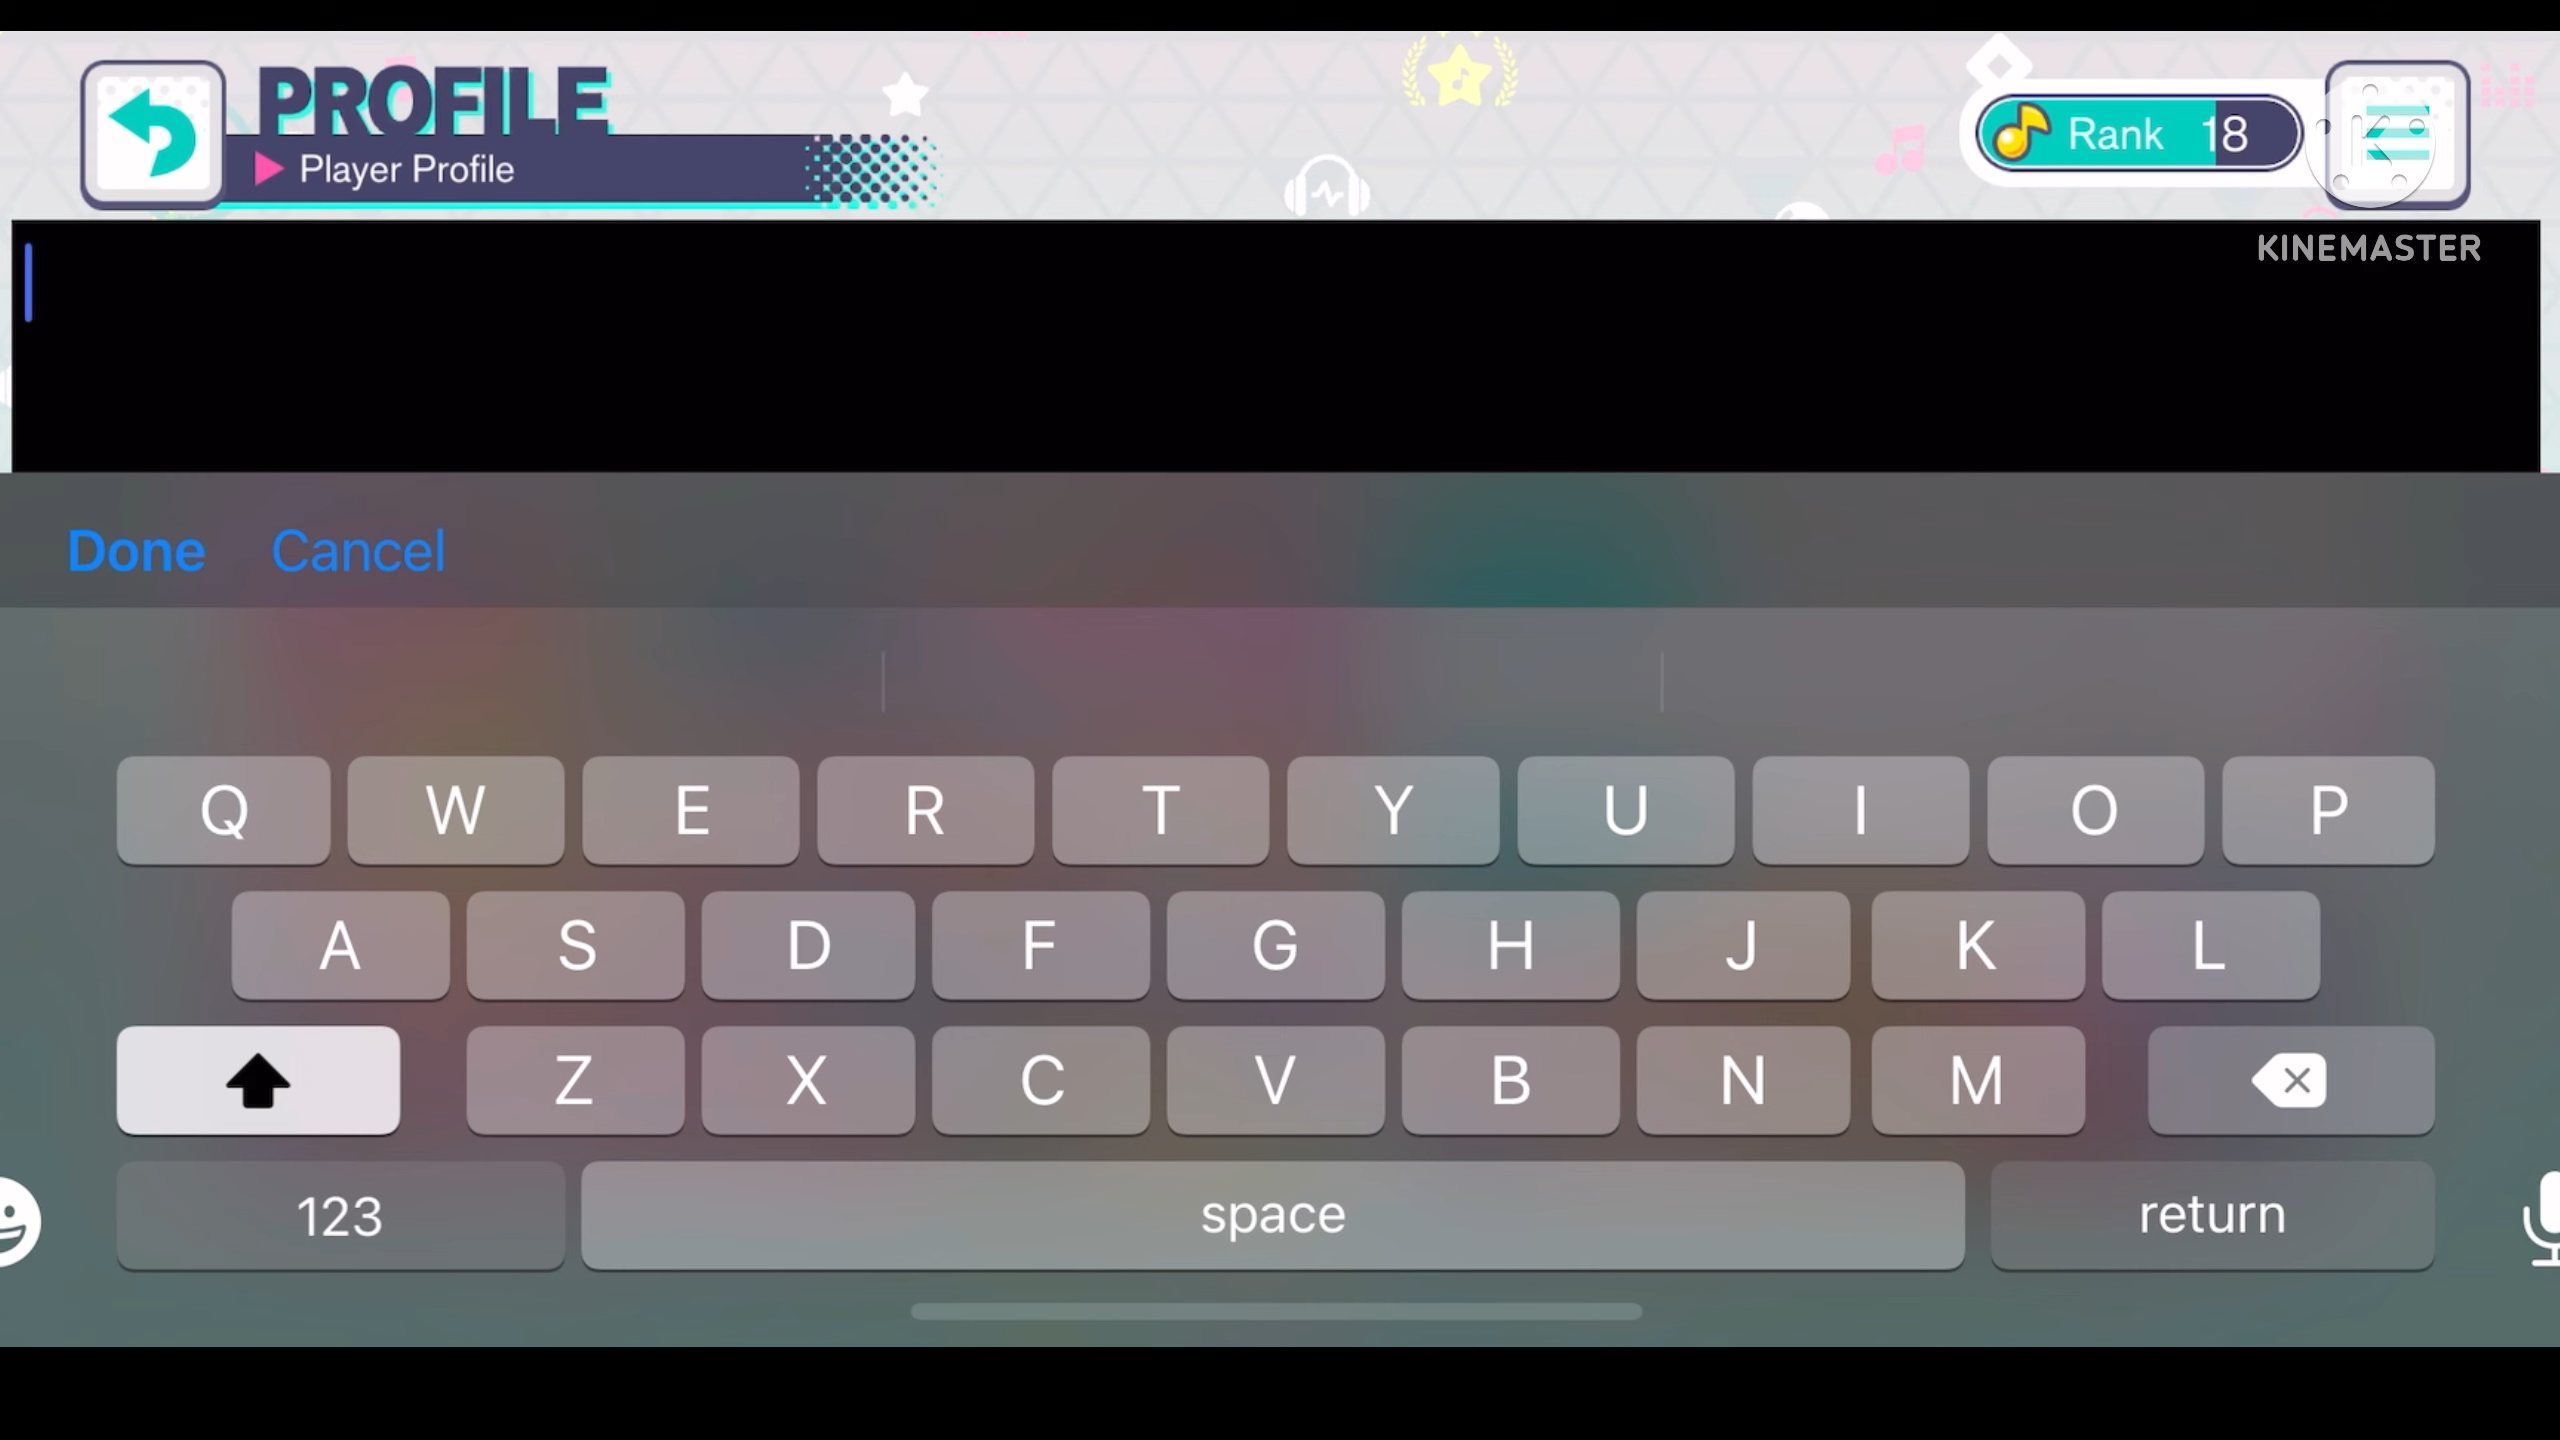 PROFILE
Player Profile
Rank 18
KINEMASTER
Done Cancel
Q W E R T Y U I O P
A S D F G H J K L
Z X C V B N M
123 space return